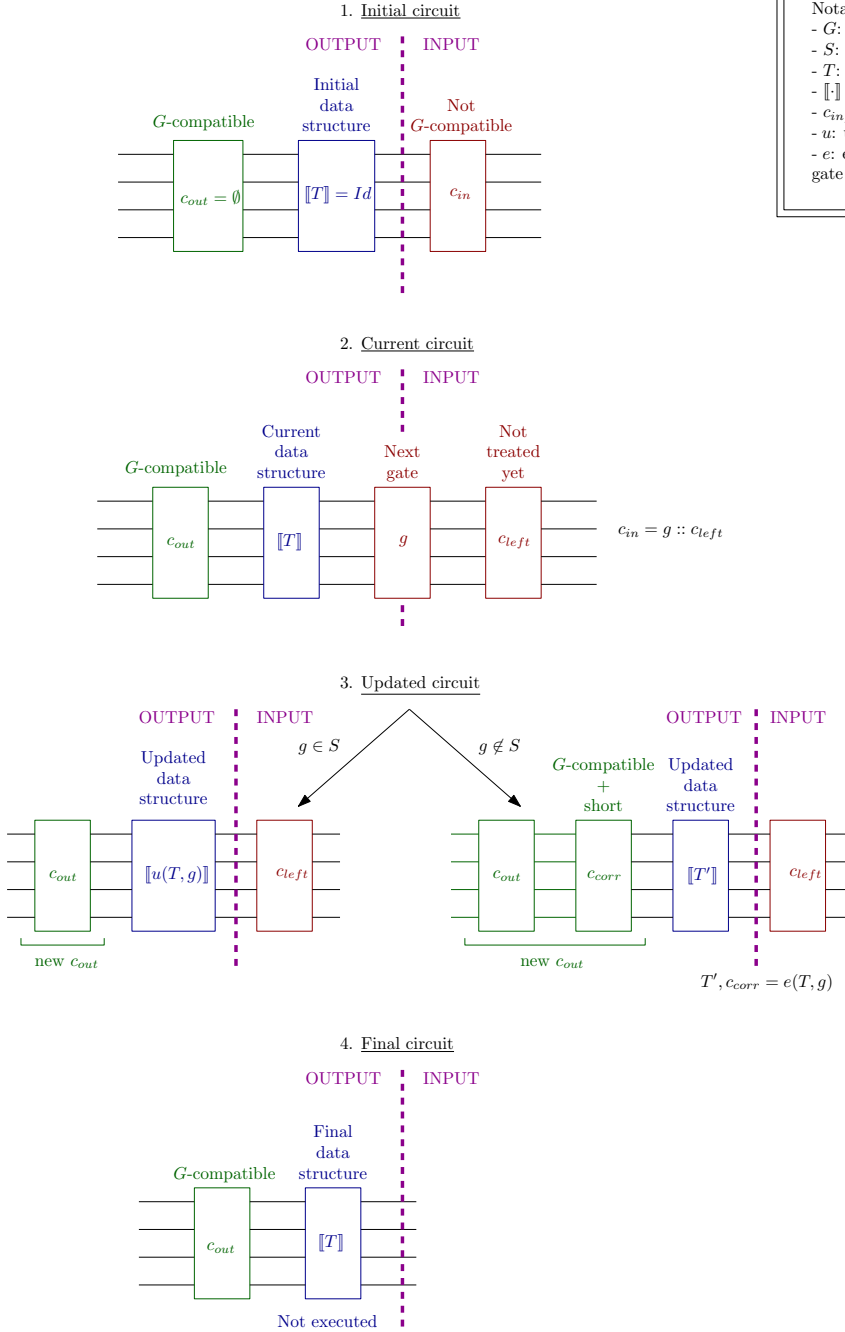 1. Initial circuit
OUTPUT INPUT
Initial
data
structure
Not
G-compatible
G-compatible
c_out = ∅
⟦T⟧ = Id
c_in
Nota
- G:
- S:
- T:
- ⟦·⟧
- c_in
- u:
- e: e
gate
2. Current circuit
OUTPUT INPUT
G-compatible
Current
data
structure
Next
gate
Not
treated
yet
c_out
⟦T⟧
g
c_left
c_in = g :: c_left
3. Updated circuit
OUTPUT INPUT
g ∈ S
g ∉ S
Updated
data
structure
c_out
⟦u(T, g)⟧
c_left
new c_out
OUTPUT INPUT
G-compatible
+
short
Updated
data
structure
c_out
c_corr
⟦T′⟧
c_left
new c_out
T′, c_corr = e(T, g)
4. Final circuit
OUTPUT INPUT
G-compatible
Final
data
structure
c_out
⟦T⟧
Not executed